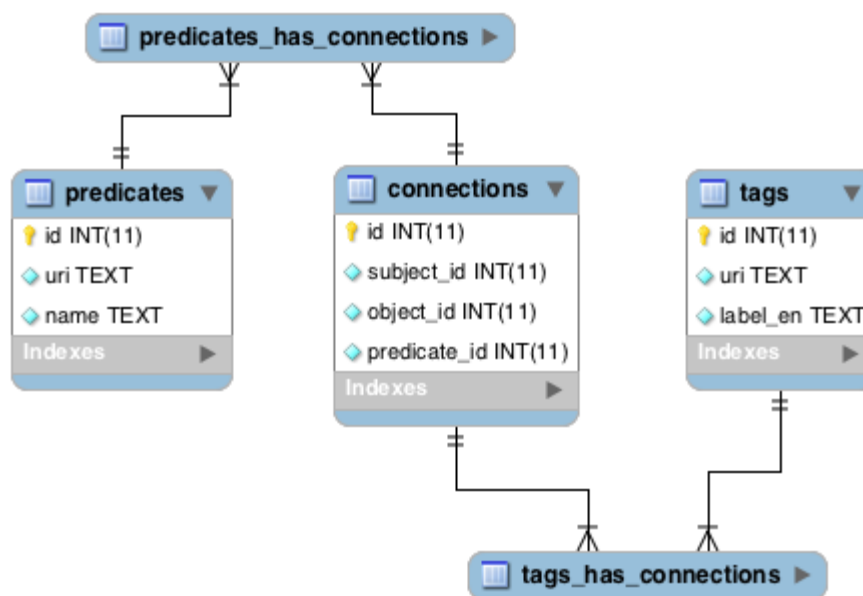 predicates_has_connections
predicates
id INT(11)
uri TEXT
name TEXT
Indexes
connections
id INT(11)
subject_id INT(11)
object_id INT(11)
predicate_id INT(11)
Indexes
tags
id INT(11)
uri TEXT
label_en TEXT
Indexes
tags_has_connections